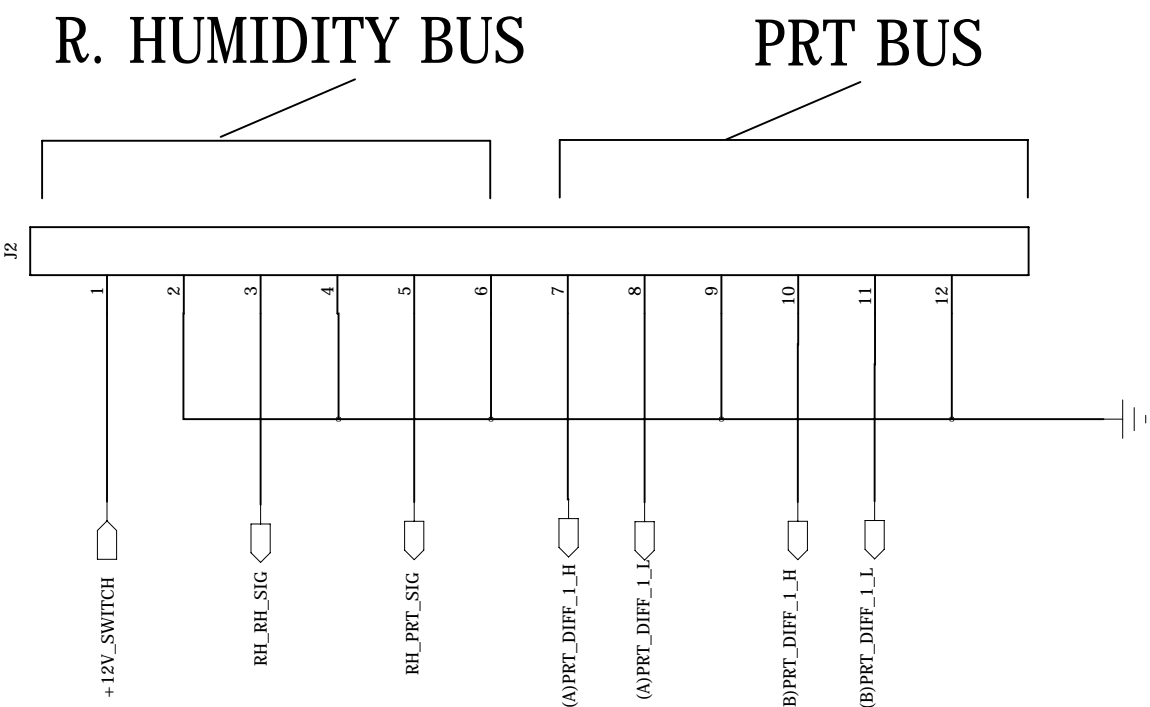 R. HUMIDITY BUS
PRT BUS
J2
1
2
3
4
5
6
7
8
9
10
11
12
+12V_SWITCH
RH_RH_SIG
RH_PRT_SIG
(A)PRT_DIFF_1_H
(A)PRT_DIFF_1_L
B)PRT_DIFF_1_H
(B)PRT_DIFF_1_L